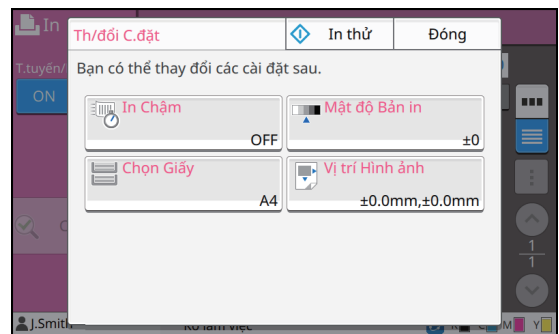 In
Th/đổi C.đặt
In thử
Đóng
T.tuyến/
Bạn có thể thay đổi các cài đặt sau.
ON
In Chậm
OFF
Mật độ Bản in
±0
Chọn Giấy
A4
Vị trí Hình ảnh
±0.0mm,±0.0mm
1
1
J.Smith
M Y